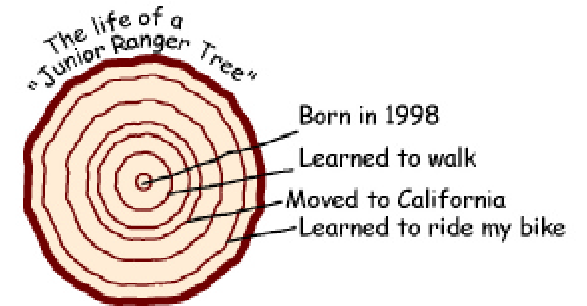 The life of a
"Junior Ranger Tree"
Born in 1998
Learned to walk
Moved to California
Learned to ride my bike